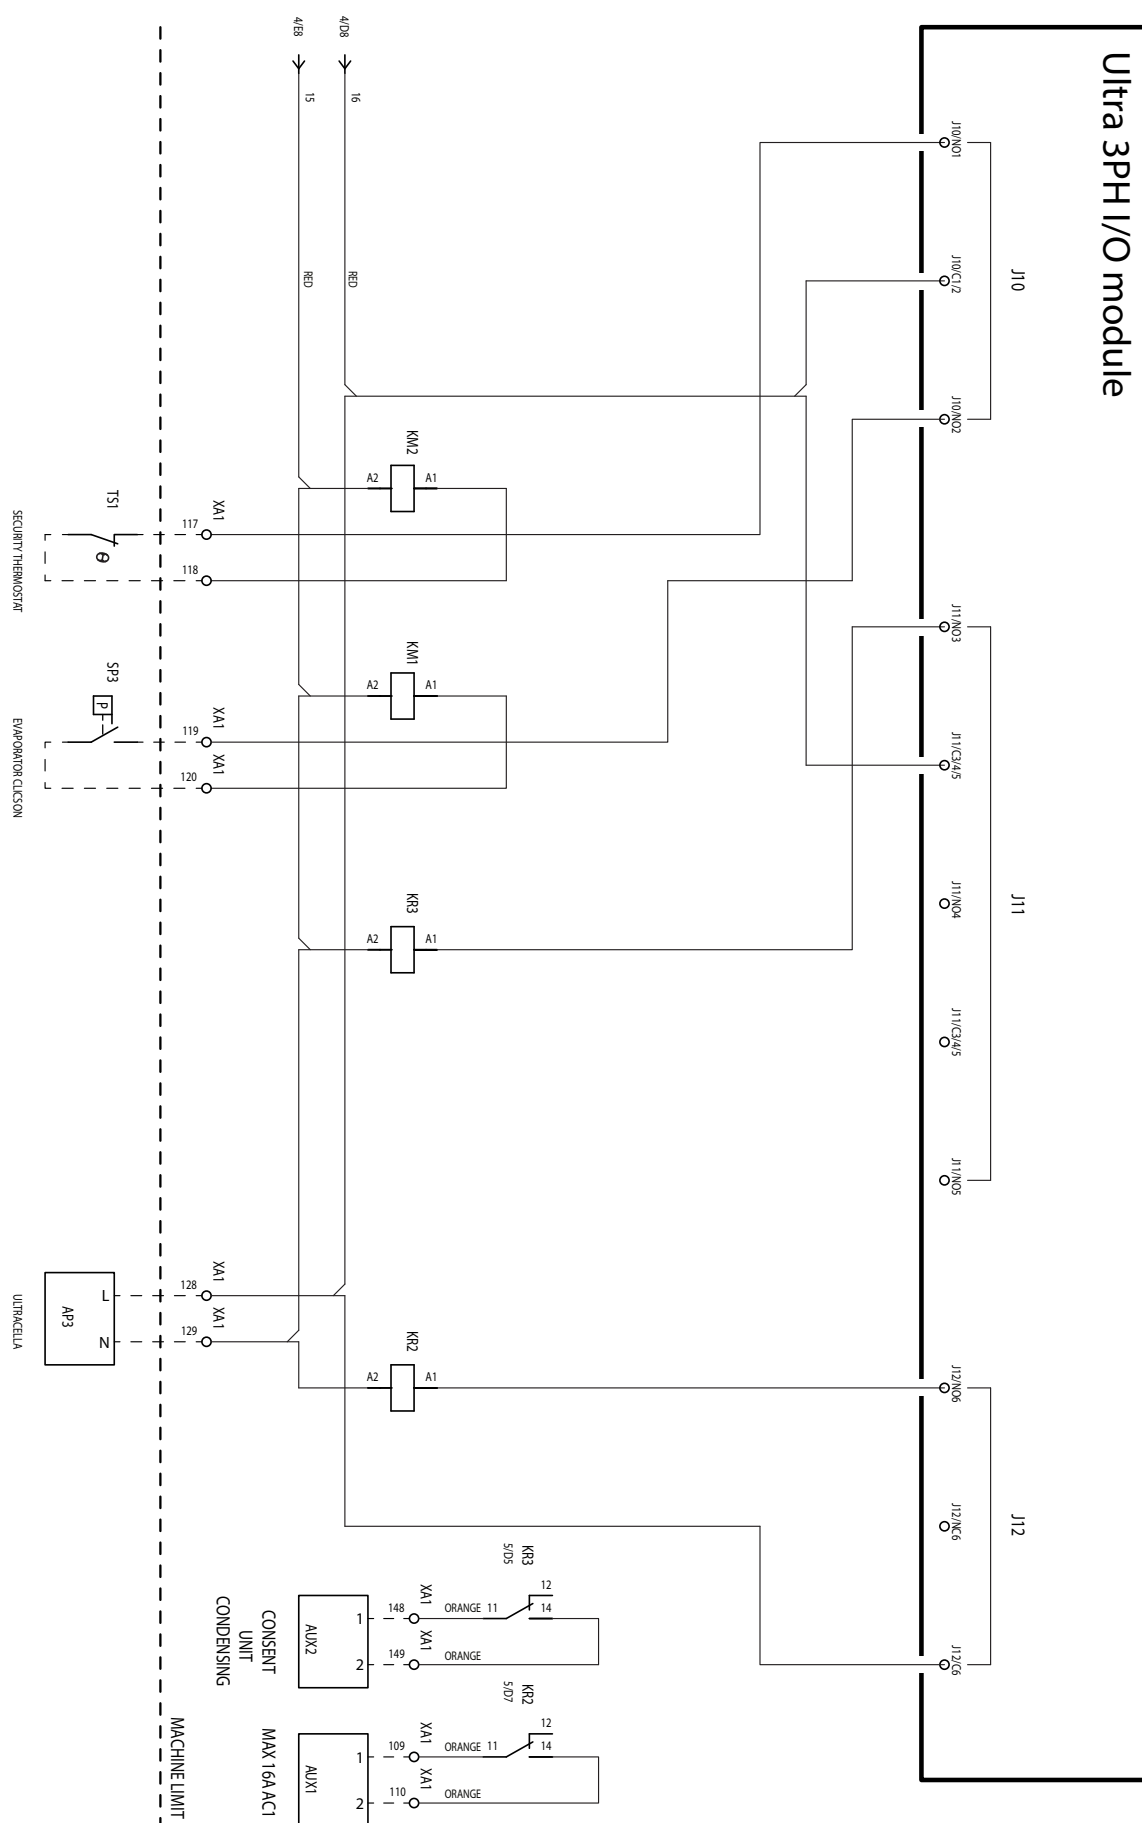 Ultra 3PH I/O module
J10
J11
J12
J10/NO1
J10/C1/2
J10/NO2
J11/NO3
J11/C3/4/5
J11/NO4
J11/C3/4/5
J11/NO5
J12/NO6
J12/NC6
J12/C6
4/D8
16
RED
4/E8
15
RED
KM2
A2
A1
KM1
A2
A1
KR3
A2
A1
KR2
A2
A1
XA1
117
118
TS1
θ
SECURITY THERMOSTAT
XA1
119
XA1
120
SP3
P
EVAPORATOR CLICSON
XA1
128
XA1
129
L
N
AP3
ULTRACELLA
KR3
5/D5
12
14
11
ORANGE
ORANGE
XA1
148
XA1
149
1
2
AUX2
CONSENT
UNIT
CONDENSING
KR2
5/D7
12
14
11
ORANGE
ORANGE
XA1
109
XA1
110
1
2
AUX1
MAX 16A AC1
MACHINE LIMIT